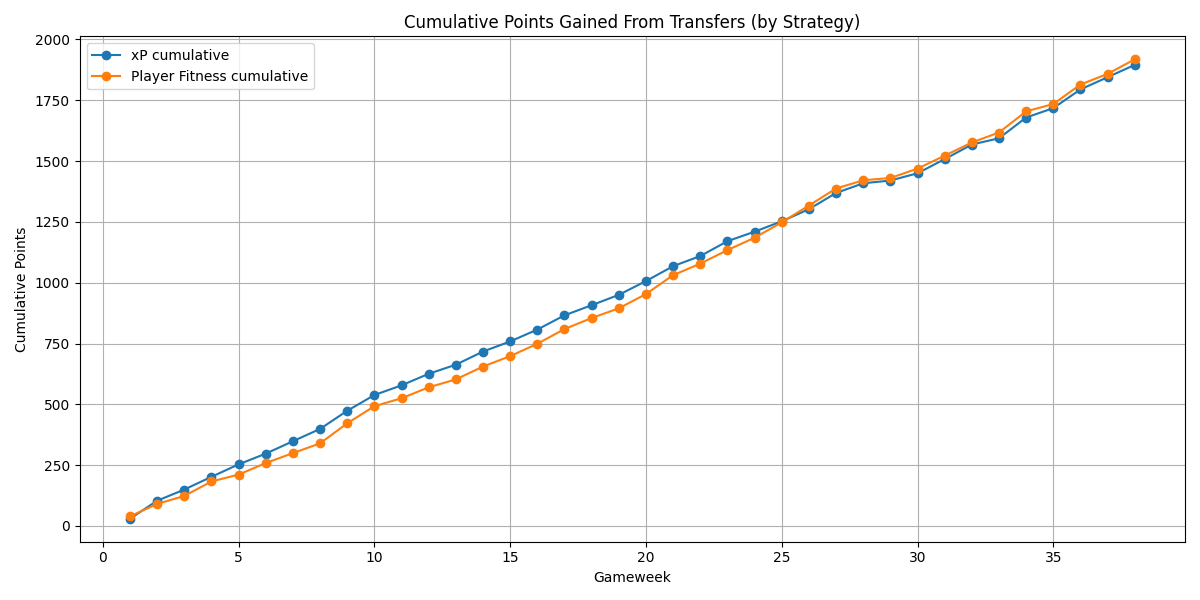 Cumulative Points Gained From Transfers (by Strategy)
xP cumulative
Player Fitness cumulative
Cumulative Points
2000
1750
1500
1250
1000
750
500
250
0
0 5 10 15 20 25 30 35
Gameweek